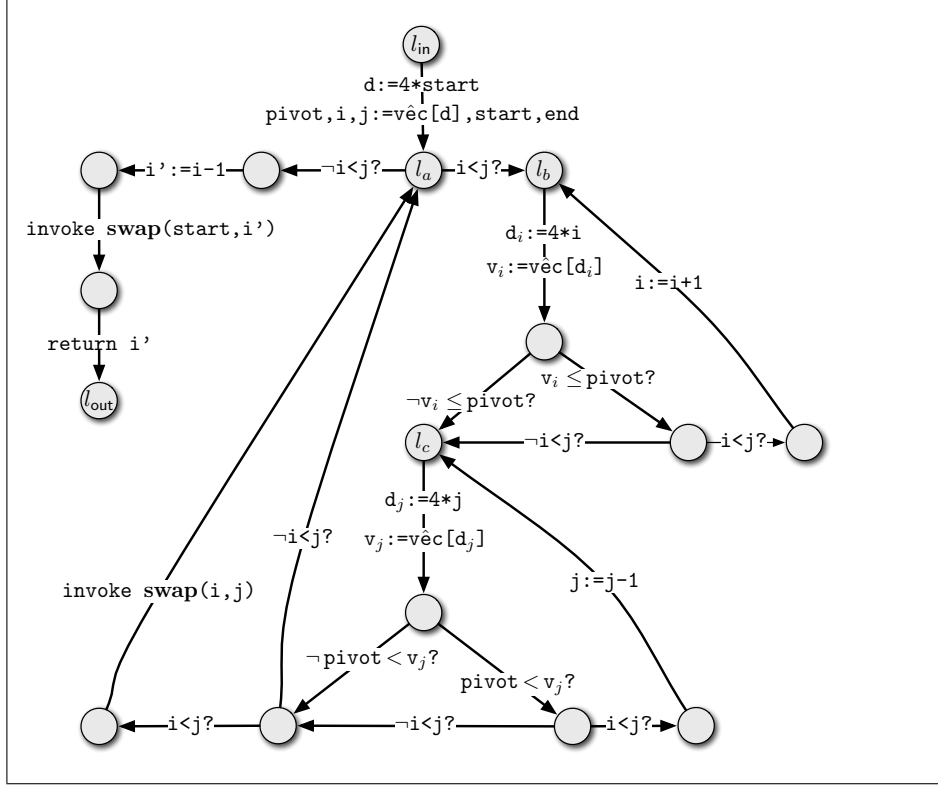 l_in
d:=4*start
pivot,i,j:=vêc[d],start,end
i':=i-1
¬i<j?
l_a
i<j?
l_b
invoke swap(start,i')
d_i:=4*i
v_i:=vêc[d_i]
i:=i+1
return i'
v_i ≤pivot?
l_out
¬v_i ≤pivot?
l_c
¬i<j?
i<j?
d_j:=4*j
¬i<j?
v_j:=vêc[d_j]
j:=j-1
invoke swap(i,j)
¬pivot<v_j?
pivot<v_j?
i<j?
¬i<j?
i<j?